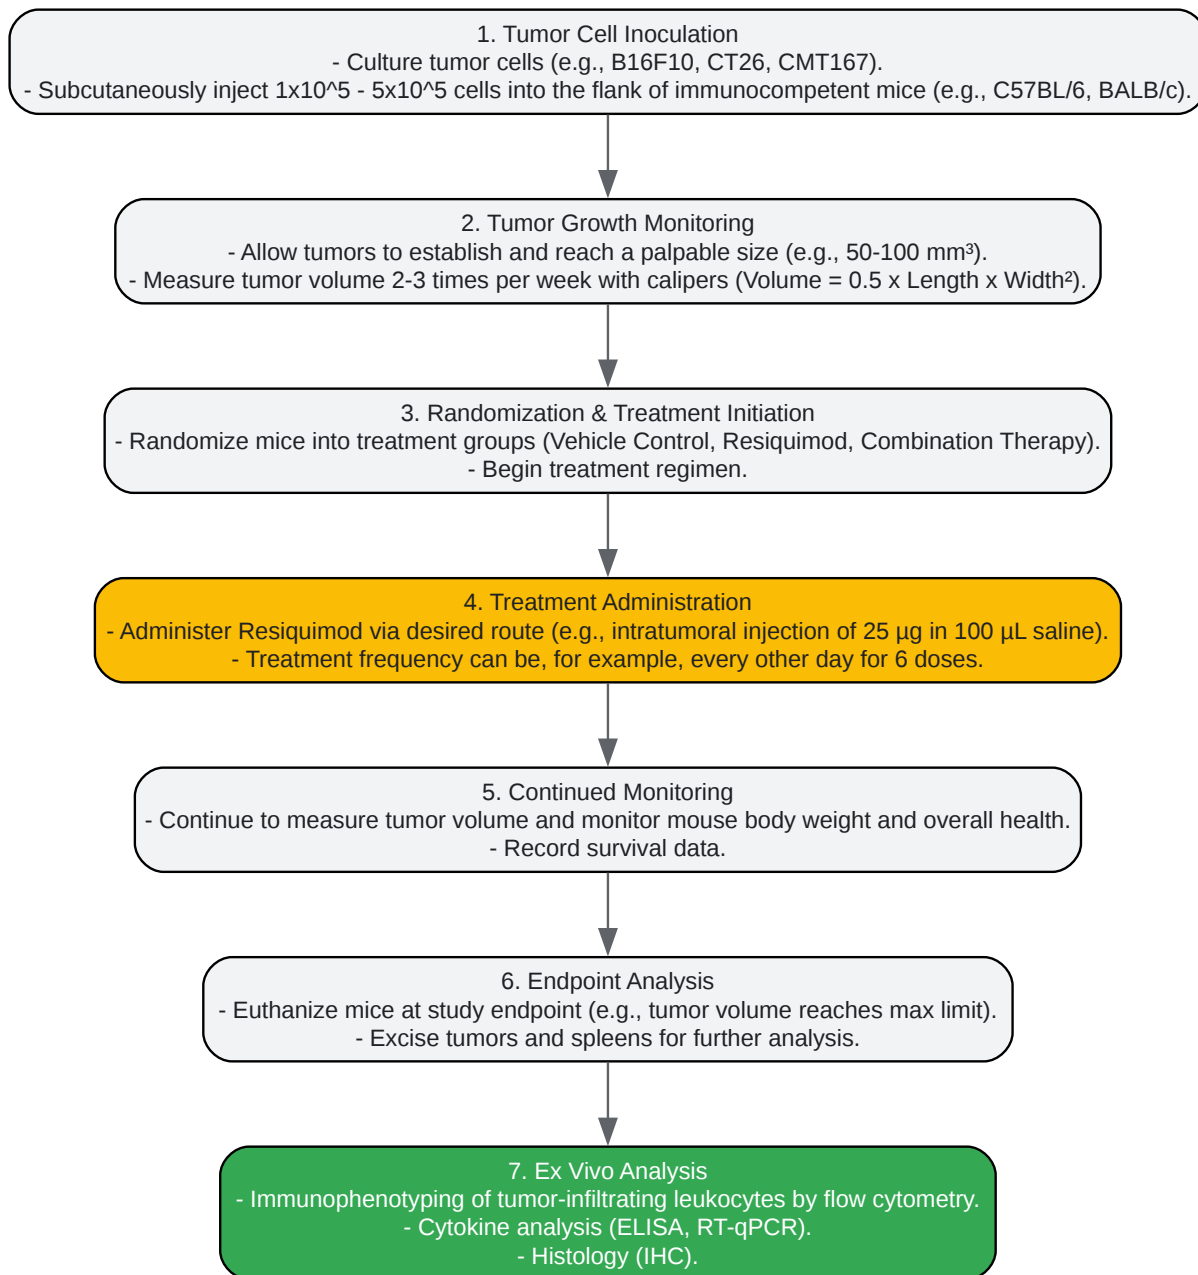 1. Tumor Cell Inoculation
- Culture tumor cells (e.g., B16F10, CT26, CMT167).
- Subcutaneously inject 1x10^5 - 5x10^5 cells into the flank of immunocompetent mice (e.g., C57BL/6, BALB/c).
2. Tumor Growth Monitoring
- Allow tumors to establish and reach a palpable size (e.g., 50-100 mm³).
- Measure tumor volume 2-3 times per week with calipers (Volume = 0.5 x Length x Width²).
3. Randomization & Treatment Initiation
- Randomize mice into treatment groups (Vehicle Control, Resiquimod, Combination Therapy).
- Begin treatment regimen.
4. Treatment Administration
- Administer Resiquimod via desired route (e.g., intratumoral injection of 25 µg in 100 µL saline).
- Treatment frequency can be, for example, every other day for 6 doses.
5. Continued Monitoring
- Continue to measure tumor volume and monitor mouse body weight and overall health.
- Record survival data.
6. Endpoint Analysis
- Euthanize mice at study endpoint (e.g., tumor volume reaches max limit).
- Excise tumors and spleens for further analysis.
7. Ex Vivo Analysis
- Immunophenotyping of tumor-infiltrating leukocytes by flow cytometry.
- Cytokine analysis (ELISA, RT-qPCR).
- Histology (IHC).